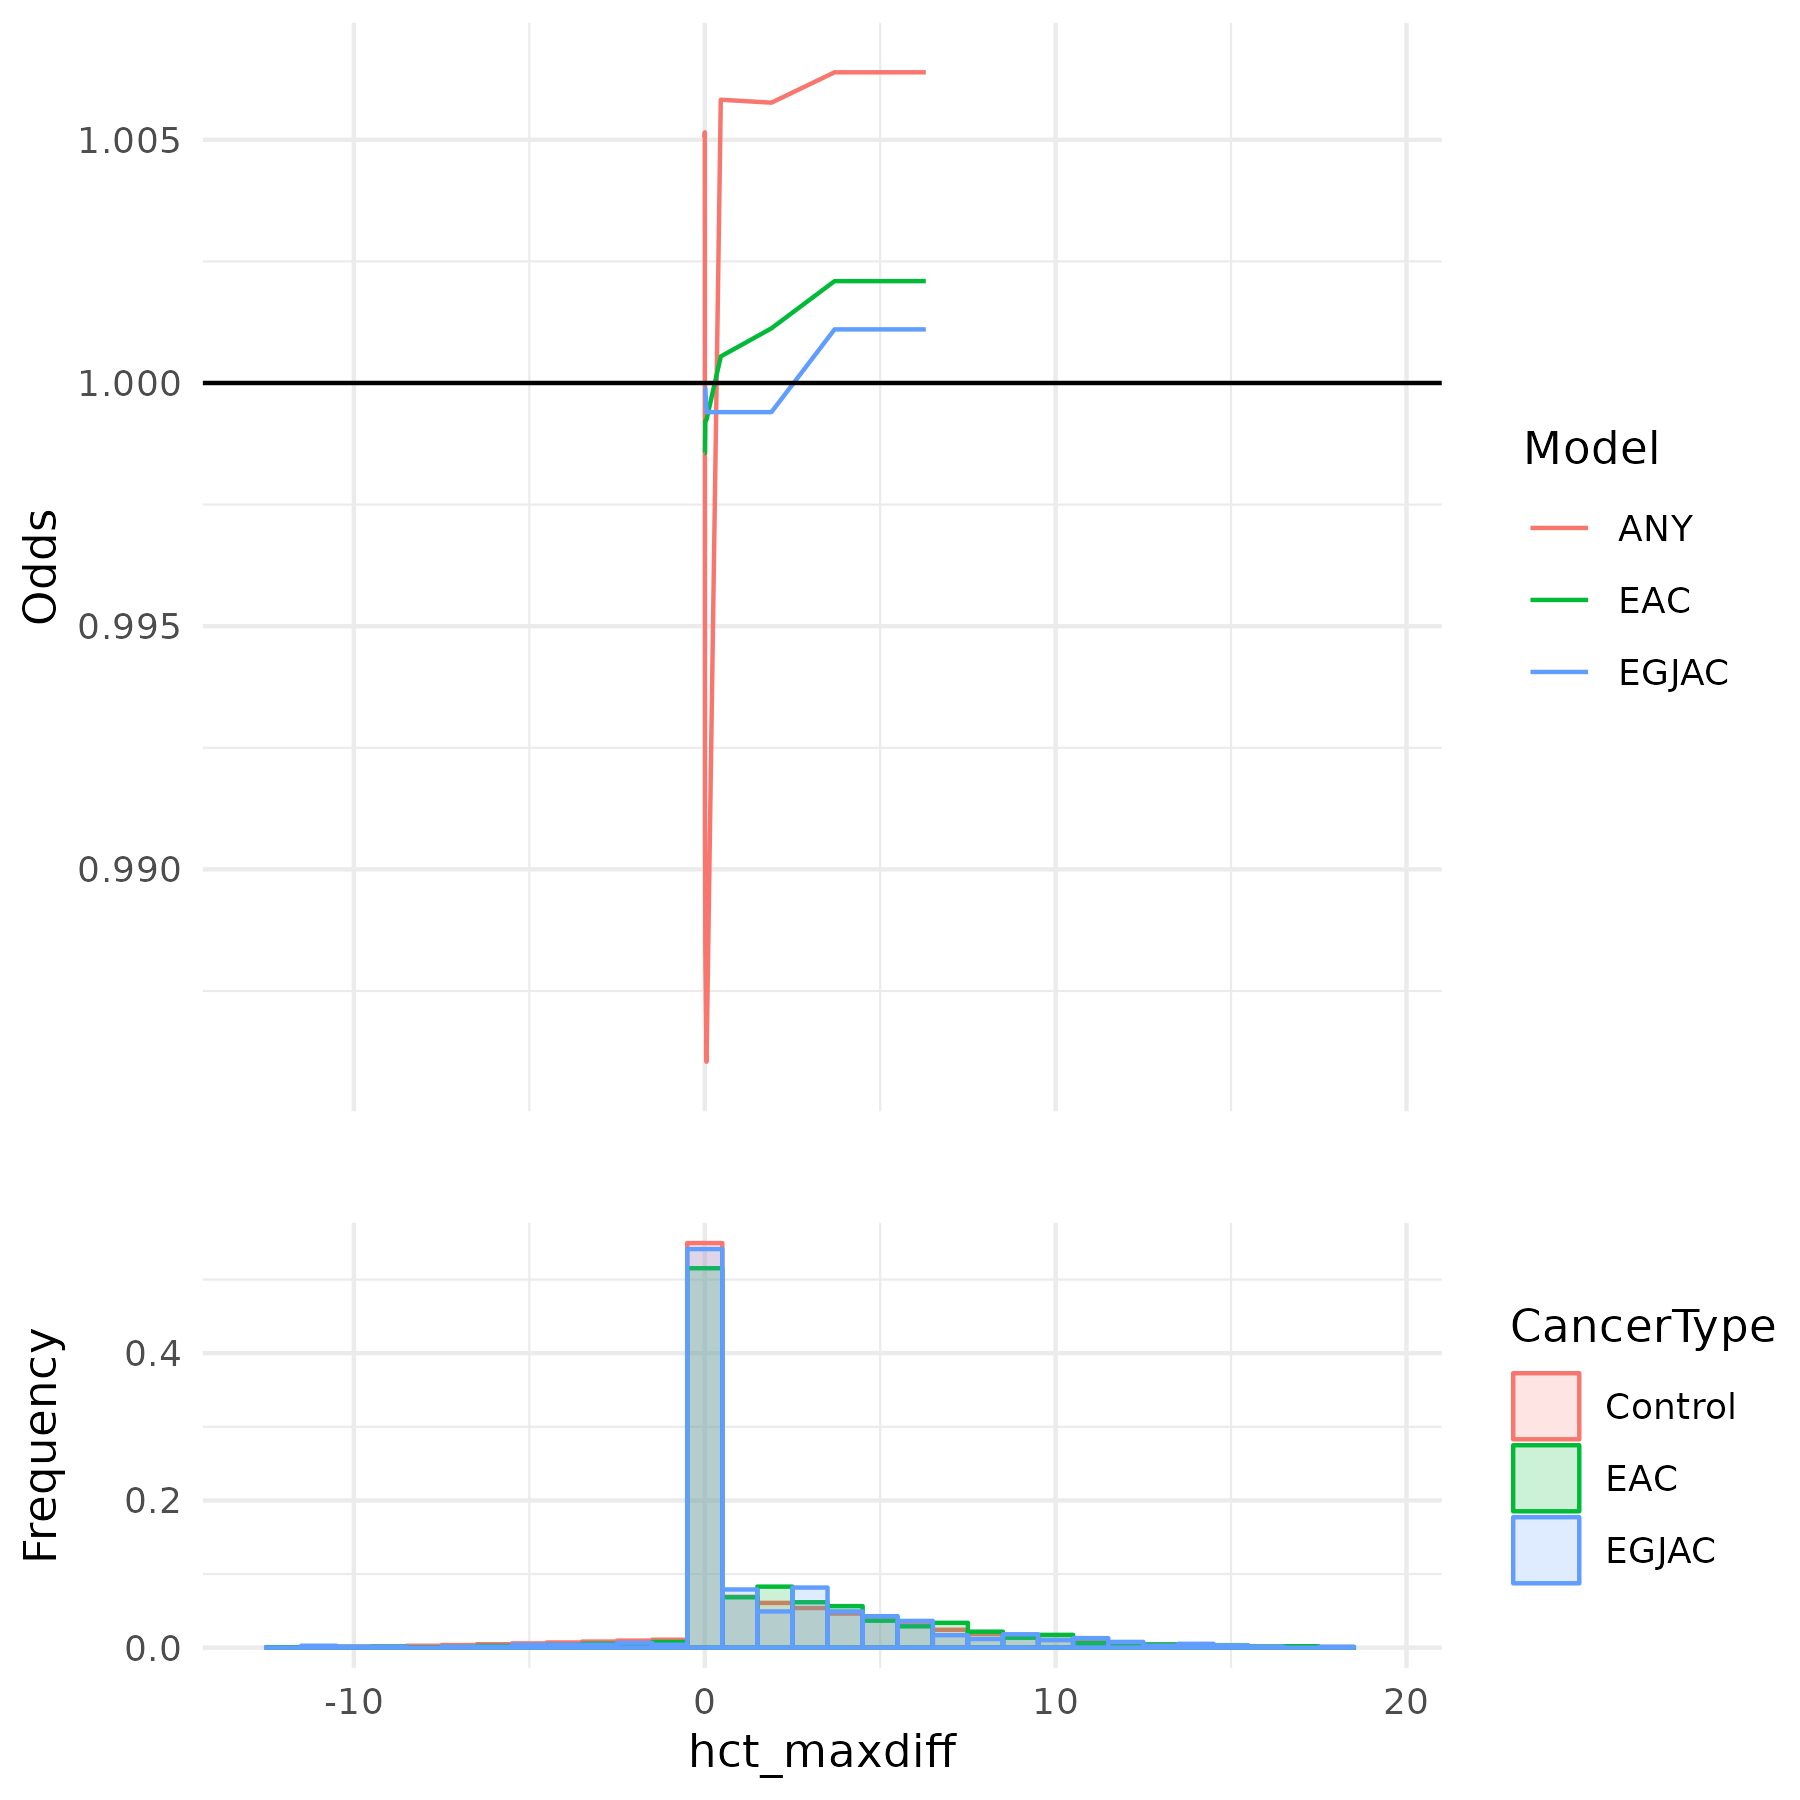 1.005
1.000
0.995
0.990
Odds
Model
ANY
EAC
EGJAC
0.4
0.2
0.0
Frequency
-10 0 10 20
hct_maxdiff
CancerType
Control
EAC
EGJAC